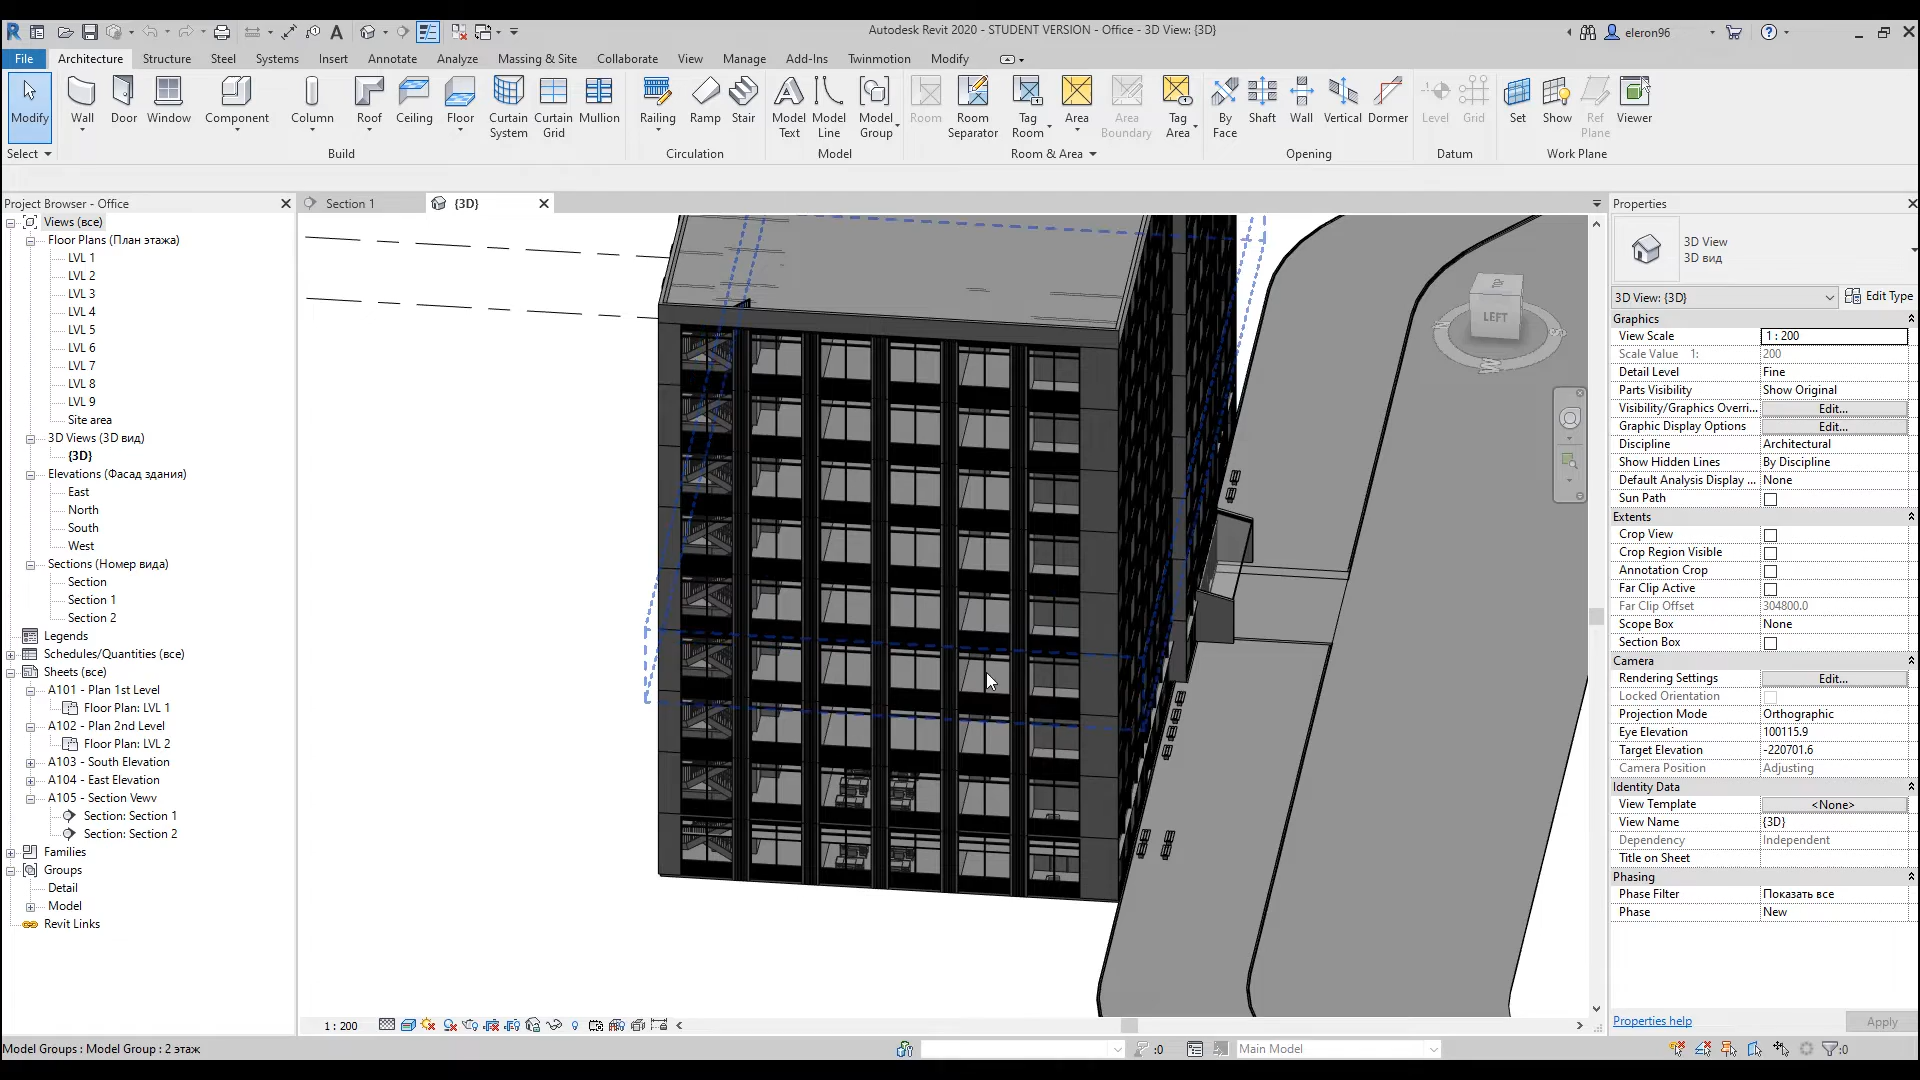 Autodesk Revit 2020 - STUDENT VERSION - Office - 3D View: {3D}
eleron96
File Architecture Structure Steel Systems Insert Annotate Analyze Massing & Site Collaborate View Manage Add-Ins Twinmotion Modify
Modify Wall Door Window Component Column Roof Ceiling Floor Curtain System Curtain Grid Mullion Railing Ramp Stair Model Text Model Line Model Group Room Room Separator Tag Room Area Area Boundary Tag Area By Face Shaft Wall Vertical Dormer Level Grid Set Show Ref Plane Viewer
Select Build Circulation Model Room & Area Opening Datum Work Plane
Project Browser - Office
Section 1
{3D}
Views (все)
Floor Plans (План этажа)
LVL 1
LVL 2
LVL 3
LVL 4
LVL 5
LVL 6
LVL 7
LVL 8
LVL 9
Site area
3D Views (3D вид)
{3D}
Elevations (Фасад здания)
East
North
South
West
Sections (Номер вида)
Section
Section 1
Section 2
Legends
Schedules/Quantities (все)
Sheets (все)
A101 - Plan 1st Level
Floor Plan: LVL 1
A102 - Plan 2nd Level
Floor Plan: LVL 2
A103 - South Elevation
A104 - East Elevation
A105 - Section Vewv
Section: Section 1
Section: Section 2
Families
Groups
Detail
Model
Revit Links
LEFT
Properties
3D View
3D вид
3D View: {3D} Edit Type
Graphics
View Scale 1 : 200
Scale Value 1: 200
Detail Level Fine
Parts Visibility Show Original
Visibility/Graphics Overri... Edit...
Graphic Display Options Edit...
Discipline Architectural
Show Hidden Lines By Discipline
Default Analysis Display ... None
Sun Path
Extents
Crop View
Crop Region Visible
Annotation Crop
Far Clip Active
Far Clip Offset 304800.0
Scope Box None
Section Box
Camera
Rendering Settings Edit...
Locked Orientation
Projection Mode Orthographic
Eye Elevation 100115.9
Target Elevation -220701.6
Camera Position Adjusting
Identity Data
View Template <None>
View Name {3D}
Dependency Independent
Title on Sheet
Phasing
Phase Filter Показать все
Phase New
Properties help Apply
1 : 200
Model Groups : Model Group : 2 этаж
:0
Main Model
:0